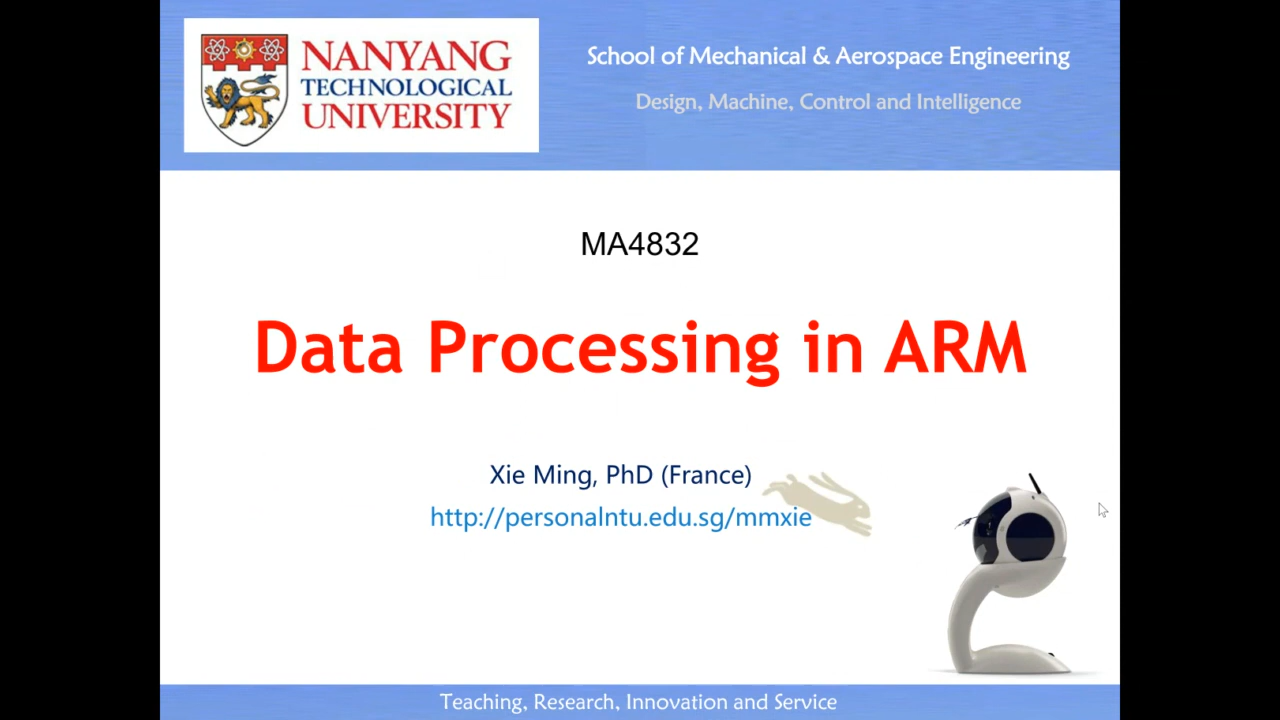 NANYANG
TECHNOLOGICAL
UNIVERSITY
School of Mechanical & Aerospace Engineering
Design, Machine, Control and Intelligence
MA4832
Data Processing in ARM
Xie Ming, PhD (France)
http://personalntu.edu.sg/mmxie
Teaching, Research, Innovation and Service